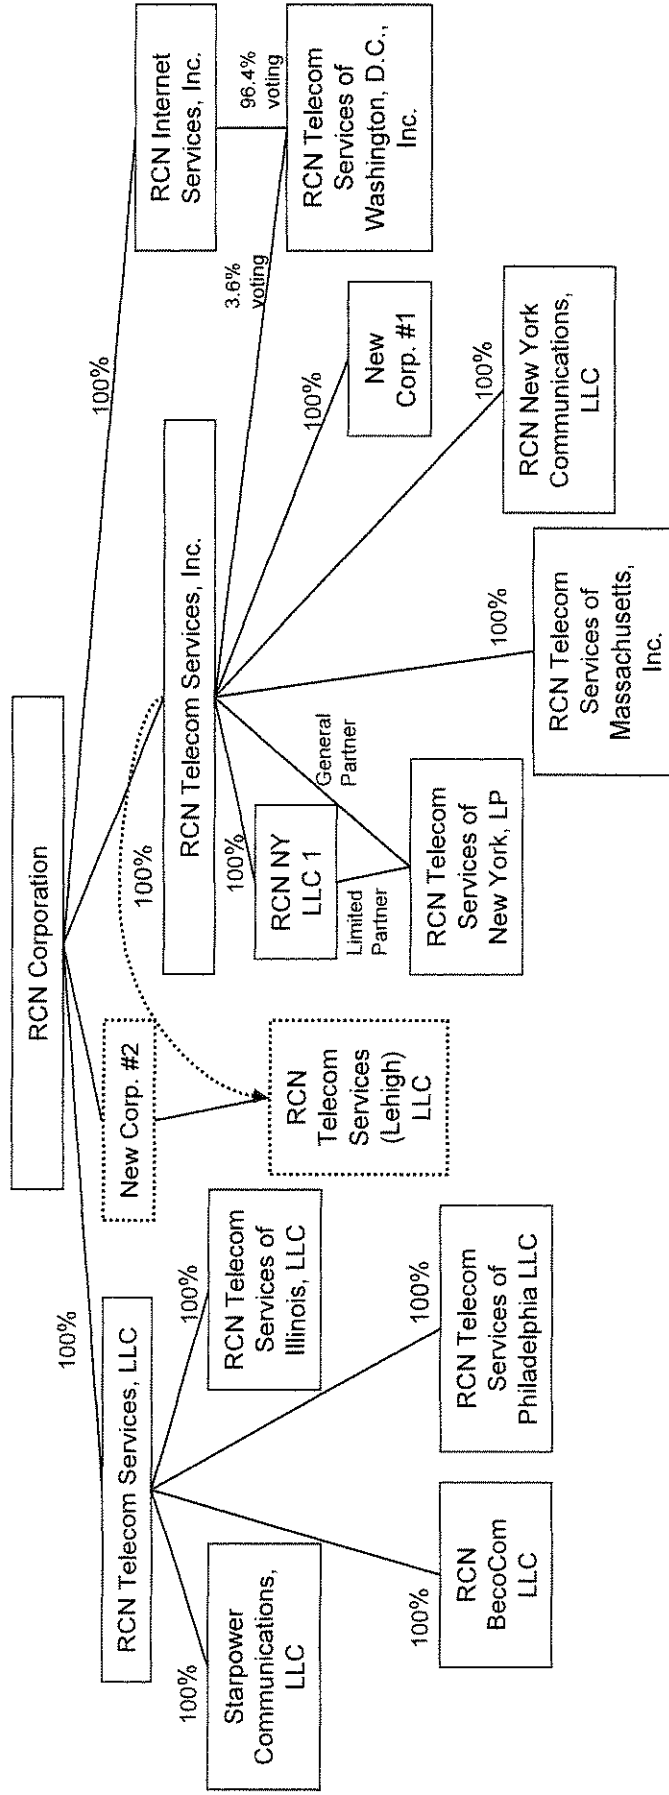 RCN Corporation
100%
RCN Telecom Services, LLC
100%
Starpower
Communications,
LLC
100%
RCN
BecoCom
LLC
100%
RCN Telecom
Services of
Illinois, LLC
100%
RCN Telecom
Services of
Philadelphia LLC
New Corp. #2
RCN
Telecom
Services
(Lehigh)
LLC
100%
RCN Telecom Services, Inc.
100%
RCN NY
LLC 1
Limited
Partner
General
Partner
RCN Telecom
Services of
New York, LP
100%
RCN Telecom
Services of
Massachusetts,
Inc.
100%
RCN New York
Communications,
LLC
100%
New
Corp. #1
3.6%
voting
100%
RCN Internet
Services, Inc.
96.4%
voting
RCN Telecom
Services of
Washington, D.C.,
Inc.